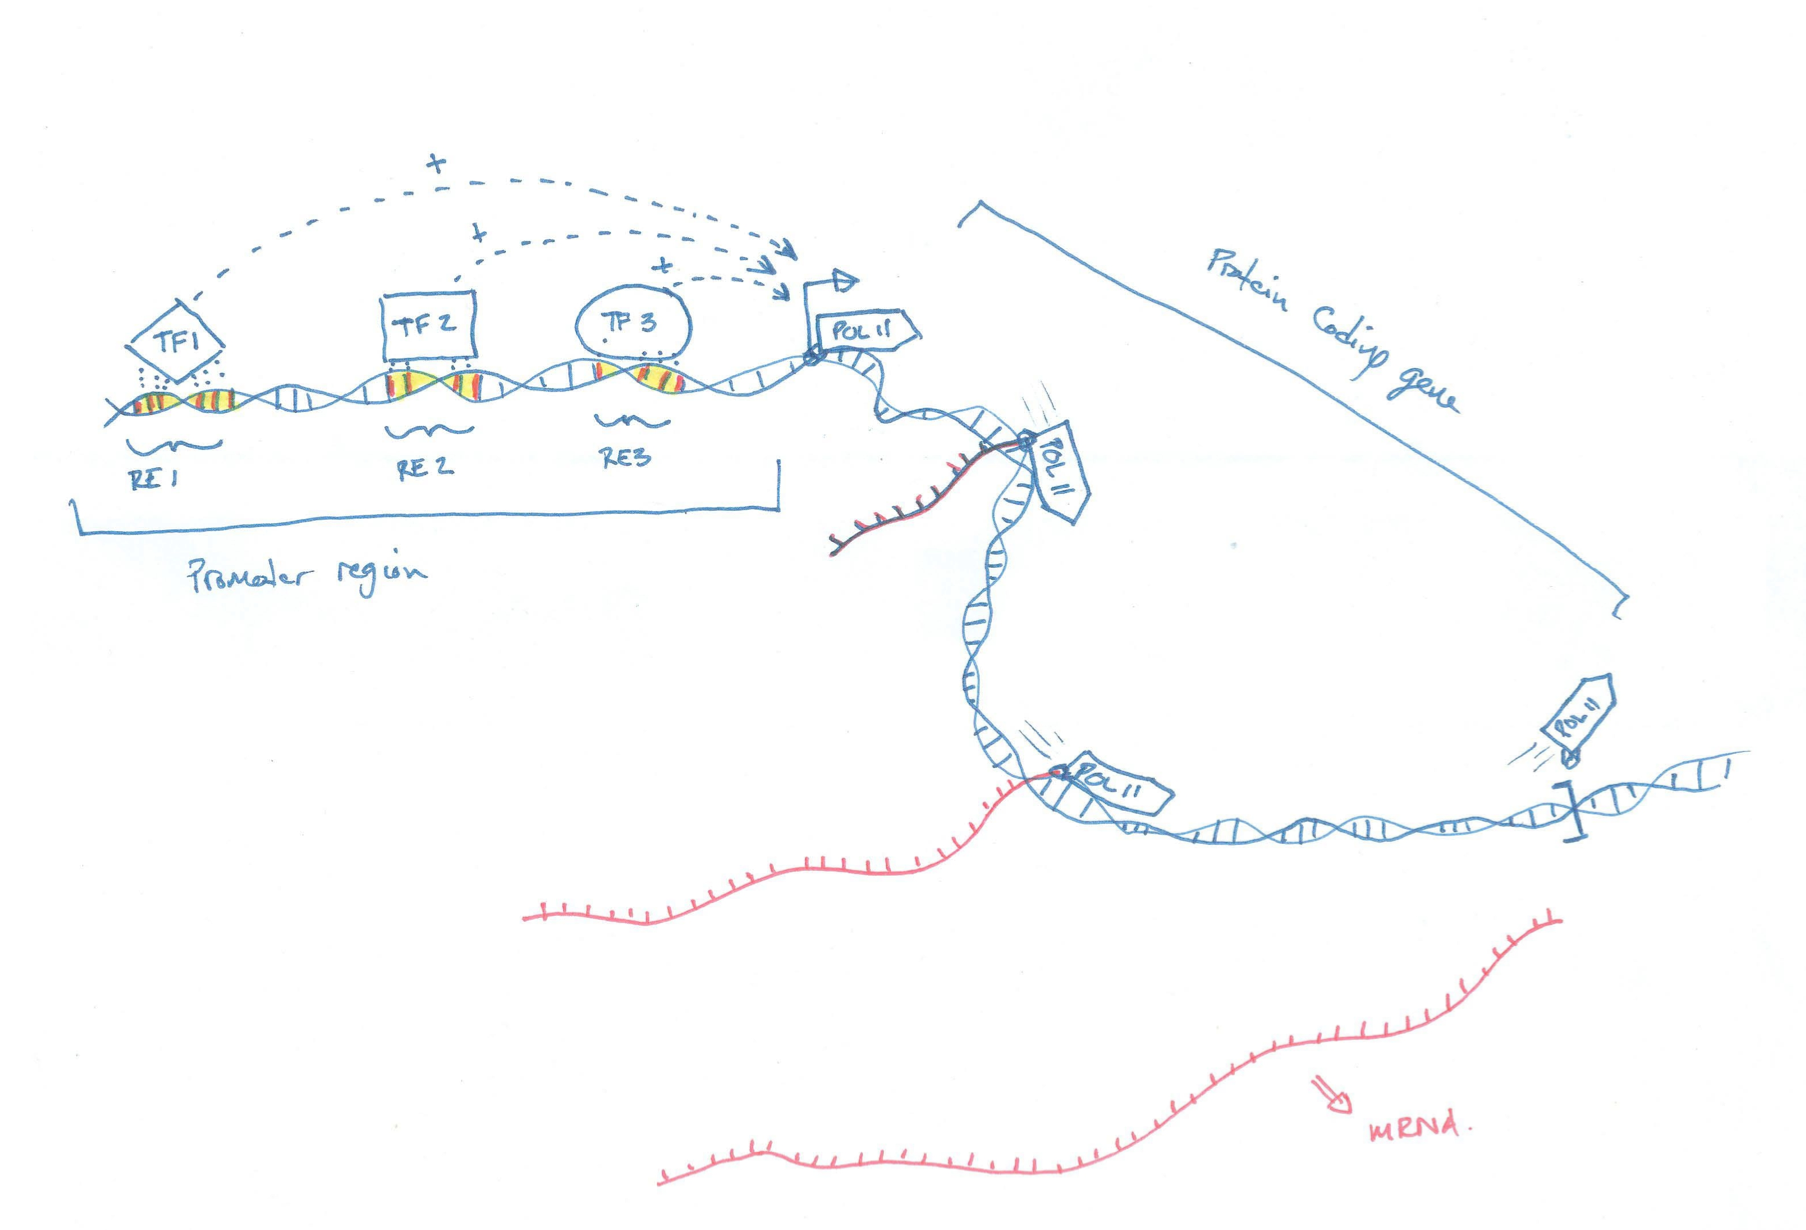 +
+
+
TF1
TF2
TF3
POL II
RE1
RE2
RE3
Promoter region
Protein Coding gene
POL II
POL II
POL II
mRNA.